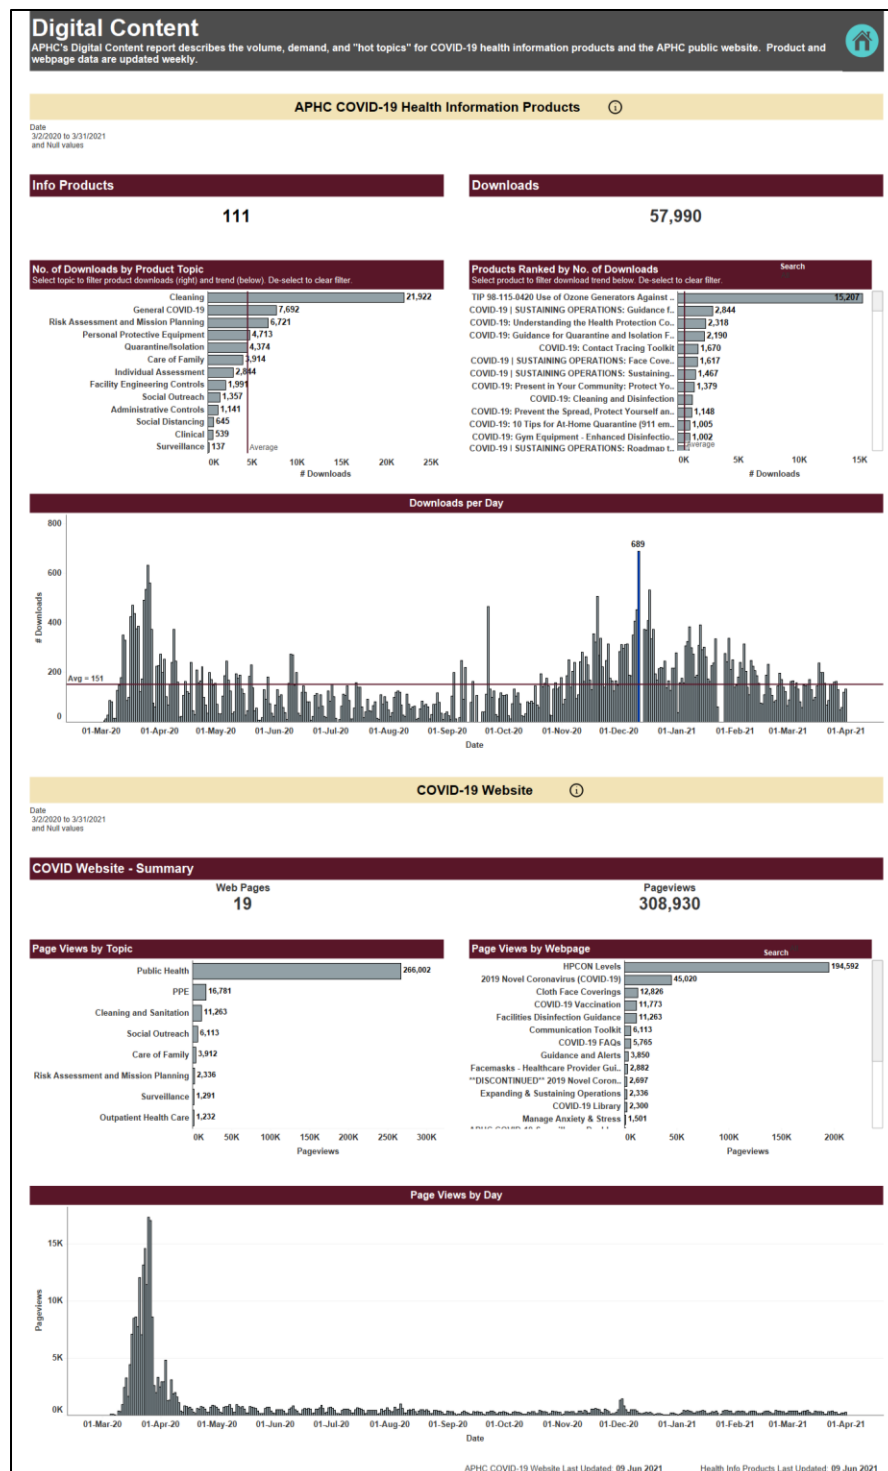 Digital Content
APHC's Digital Content report describes the volume, demand, and "hot topics" for COVID-19 health information products and the APHC public website. Product and
webpage data are updated weekly.
APHC COVID-19 Health Information Products
Date
3/2/2020 to 3/31/2021
and Null values
Info Products
Downloads
111
57,990
No. of Downloads by Product Topic
Select topic to filter product downloads (right) and trend (below). De-select to clear filter.
Cleaning 21,922
General COVID-19 7,692
Risk Assessment and Mission Planning 6,721
Personal Protective Equipment 4,713
Quarantine/Isolation 4,374
Care of Family 3,914
Individual Assessment 2,844
Facility Engineering Controls 1,991
Social Outreach 1,357
Administrative Controls 1,141
Social Distancing 645
Clinical 539
Surveillance 137
Average
0K 5K 10K 15K 20K 25K
# Downloads
Products Ranked by No. of Downloads
Search
Select product to filter download trend below. De-select to clear filter.
TIP 98-115-0420 Use of Ozone Generators Against .. 15,207
COVID-19 | SUSTAINING OPERATIONS: Guidance f.. 2,844
COVID-19: Understanding the Health Protection Co.. 2,318
COVID-19: Guidance for Quarantine and Isolation F.. 2,190
COVID-19: Contact Tracing Toolkit 1,670
COVID-19 | SUSTAINING OPERATIONS: Face Cove.. 1,617
COVID-19 | SUSTAINING OPERATIONS: Sustaining.. 1,467
COVID-19: Present in Your Community: Protect Yo.. 1,379
COVID-19: Cleaning and Disinfection
COVID-19: Prevent the Spread, Protect Yourself an.. 1,148
COVID-19: 10 Tips for At-Home Quarantine (911 em.. 1,005
COVID-19: Gym Equipment - Enhanced Disinfectio.. 1,002
COVID-19 | SUSTAINING OPERATIONS: Roadmap t..
Average
0K 5K 10K 15K
# Downloads
Downloads per Day
800
600
400
200
0
# Downloads
Avg = 151
689
01-Mar-20 01-Apr-20 01-May-20 01-Jun-20 01-Jul-20 01-Aug-20 01-Sep-20 01-Oct-20 01-Nov-20 01-Dec-20 01-Jan-21 01-Feb-21 01-Mar-21 01-Apr-21
Date
COVID-19 Website
Date
3/2/2020 to 3/31/2021
and Null values
COVID Website - Summary
Web Pages
19
Pageviews
308,930
Page Views by Topic
Public Health 266,002
PPE 16,781
Cleaning and Sanitation 11,263
Social Outreach 6,113
Care of Family 3,912
Risk Assessment and Mission Planning 2,336
Surveillance 1,291
Outpatient Health Care 1,232
0K 50K 100K 150K 200K 250K 300K
Pageviews
Page Views by Webpage
Search
HPCON Levels 194,592
2019 Novel Coronavirus (COVID-19) 45,020
Cloth Face Coverings 12,826
COVID-19 Vaccination 11,773
Facilities Disinfection Guidance 11,263
Communication Toolkit 6,113
COVID-19 FAQs 5,765
Guidance and Alerts 3,850
Facemasks - Healthcare Provider Gui.. 2,882
**DISCONTINUED** 2019 Novel Coron.. 2,697
Expanding & Sustaining Operations 2,336
COVID-19 Library 2,300
Manage Anxiety & Stress 1,501
0K 50K 100K 150K 200K
Pageviews
Page Views by Day
15K
10K
5K
0K
Pageviews
01-Mar-20 01-Apr-20 01-May-20 01-Jun-20 01-Jul-20 01-Aug-20 01-Sep-20 01-Oct-20 01-Nov-20 01-Dec-20 01-Jan-21 01-Feb-21 01-Mar-21 01-Apr-21
Date
APHC COVID-19 Website Last Updated: 09 Jun 2021
Health Info Products Last Updated: 09 Jun 2021